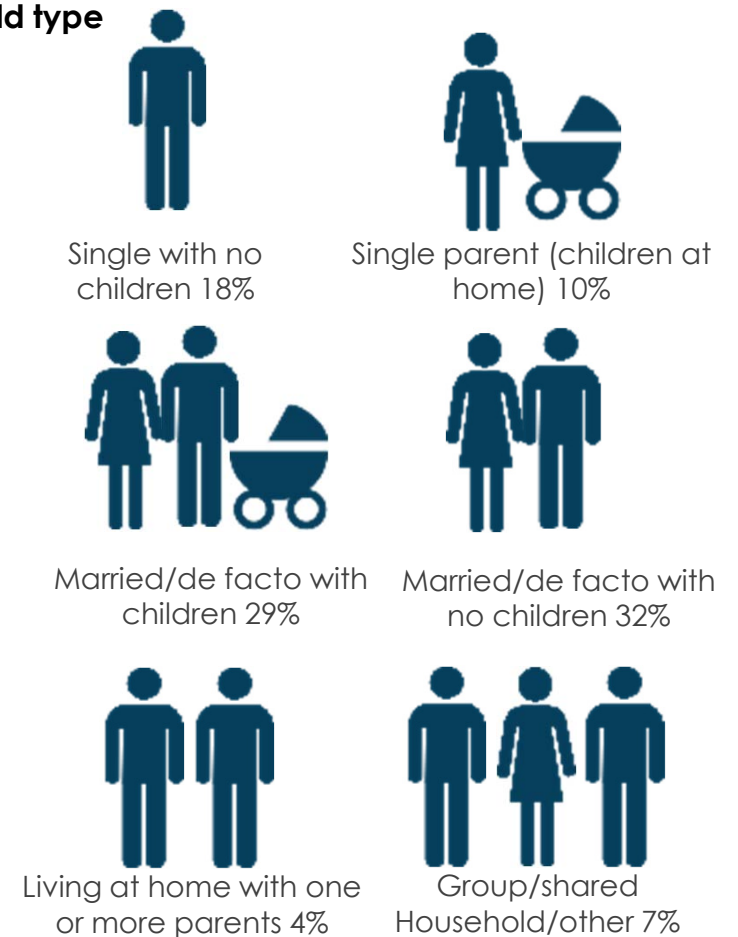 ld type
Single with no
children 18%
Single parent (children at
home) 10%
Married/de facto with
children 29%
Married/de facto with
no children 32%
Living at home with one
or more parents 4%
Group/shared
Household/other 7%